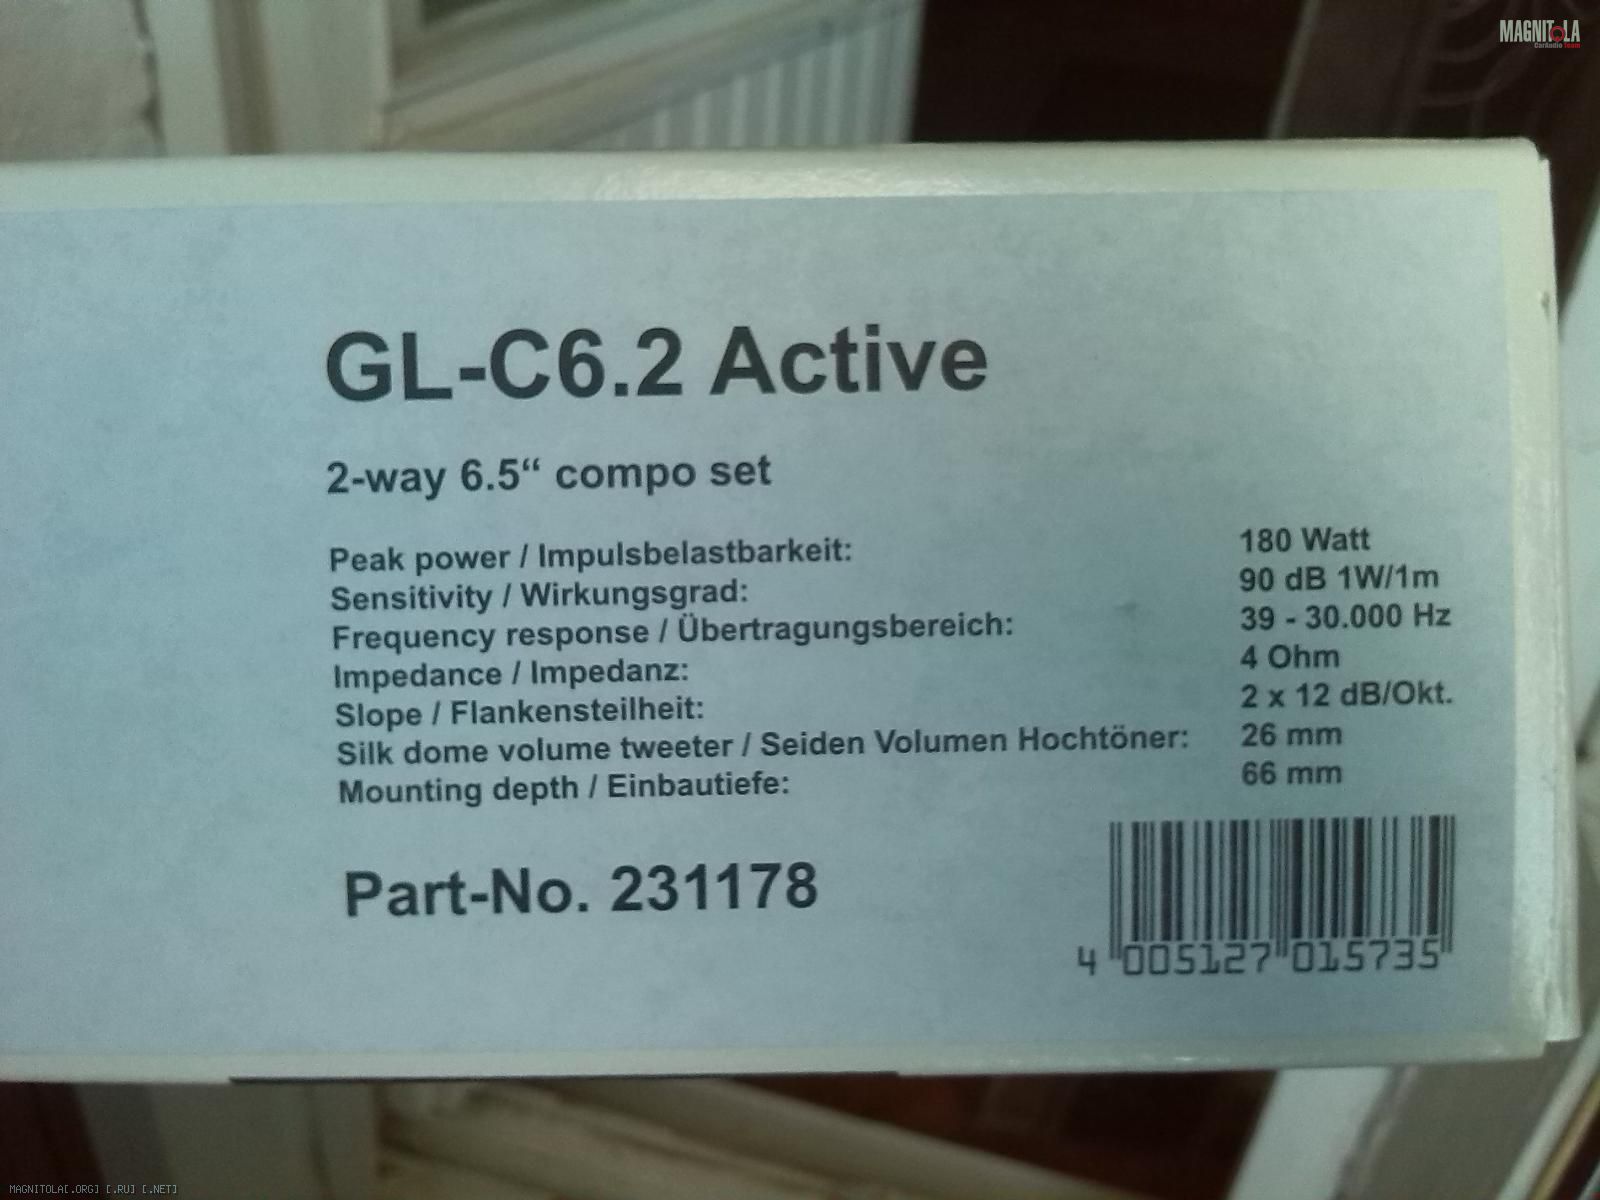 MAGNITOLA
CarAudio Team
GL-C6.2 Active
2-way 6.5“ compo set
Peak power / Impulsbelastbarkeit: 180 Watt
Sensitivity / Wirkungsgrad: 90 dB 1W/1m
Frequency response / Übertragungsbereich: 39 - 30.000 Hz
Impedance / Impedanz: 4 Ohm
Slope / Flankensteilheit: 2 x 12 dB/Okt.
Silk dome volume tweeter / Seiden Volumen Hochtöner: 26 mm
Mounting depth / Einbautiefe: 66 mm
Part-No. 231178
4 005127 015735
MAGNITOLA[.ORG] [.RU] [.NET]